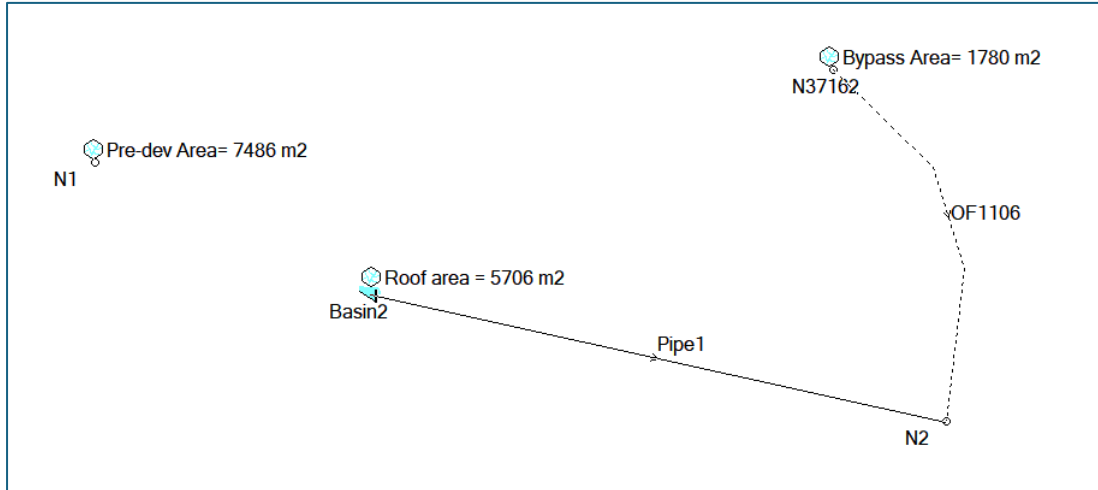 Bypass Area= 1780 m2
N37162
Pre-dev Area= 7486 m2
N1
OF1106
Roof area = 5706 m2
Basin2
Pipe1
N2